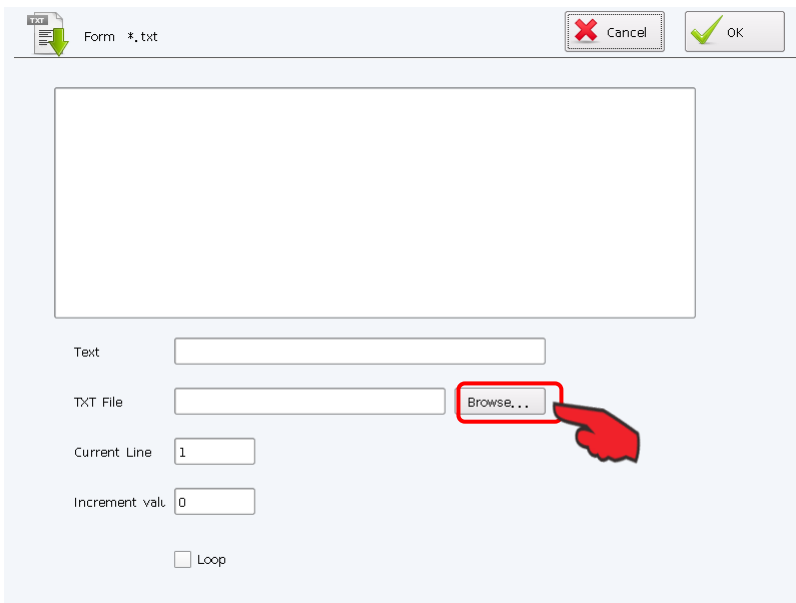 TXT
Form *.txt
Cancel
OK
Text
TXT File
Browse...
Current Line
1
Increment valu
0
Loop